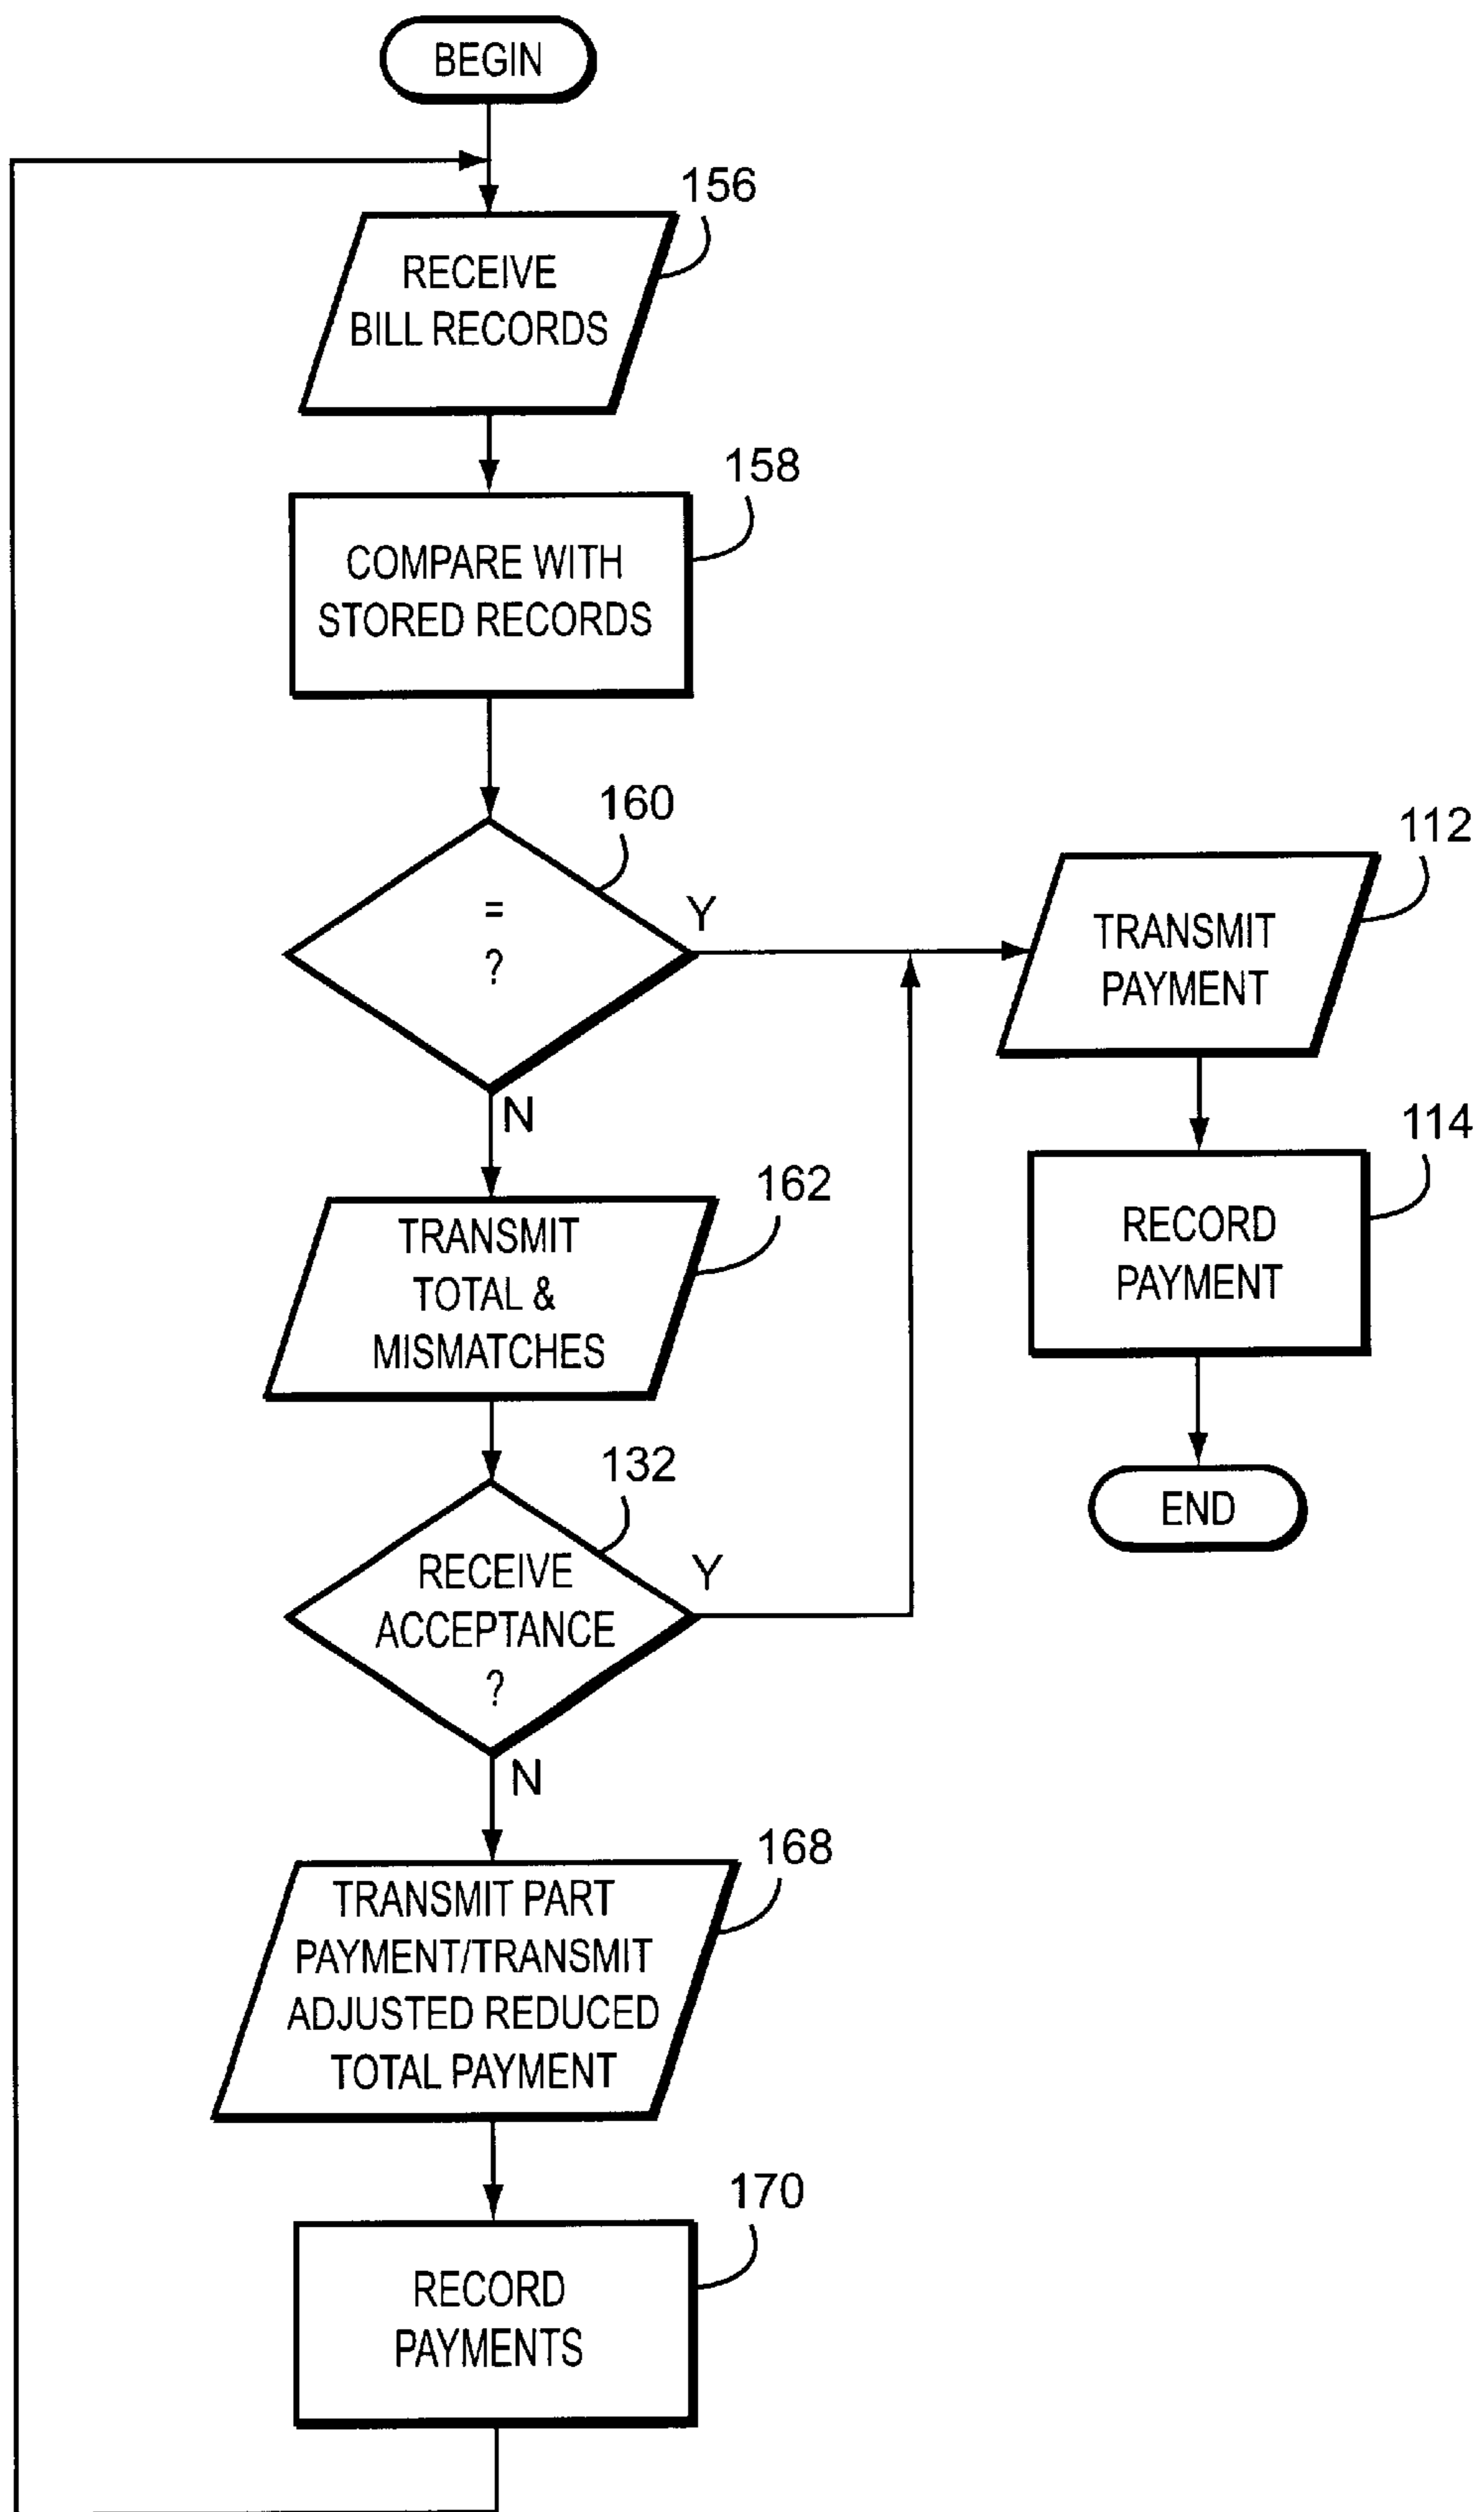 BEGIN
156
RECEIVE
BILL RECORDS
158
COMPARE WITH
STORED RECORDS
160
=
?
Y
N
112
TRANSMIT
PAYMENT
114
RECORD
PAYMENT
END
162
TRANSMIT
TOTAL &
MISMATCHES
132
RECEIVE
ACCEPTANCE
?
Y
N
168
TRANSMIT PART
PAYMENT/TRANSMIT
ADJUSTED REDUCED
TOTAL PAYMENT
170
RECORD
PAYMENTS